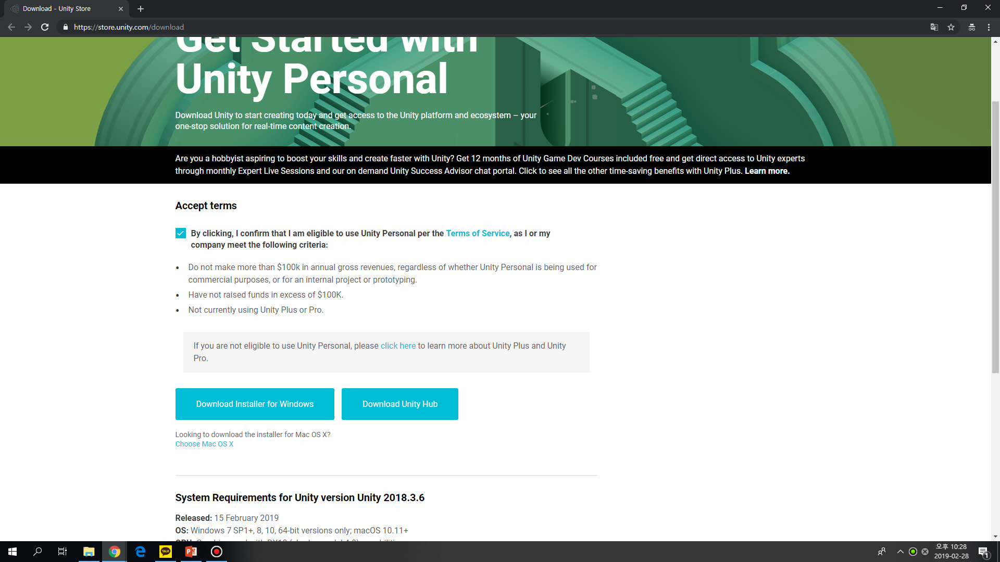 Download - Unity Store
https://store.unity.com/download
Get Started with
Unity Personal
Download Unity to start creating today and get access to the Unity platform and ecosystem – your
one-stop solution for real-time content creation.
Are you a hobbyist aspiring to boost your skills and create faster with Unity? Get 12 months of Unity Game Dev Courses included free and get direct access to Unity experts
through monthly Expert Live Sessions and our on demand Unity Success Advisor chat portal. Click to see all the other time-saving benefits with Unity Plus. Learn more.
Accept terms
By clicking, I confirm that I am eligible to use Unity Personal per the Terms of Service, as I or my
company meet the following criteria:
• Do not make more than $100k in annual gross revenues, regardless of whether Unity Personal is being used for
commercial purposes, or for an internal project or prototyping.
• Have not raised funds in excess of $100K.
• Not currently using Unity Plus or Pro.
If you are not eligible to use Unity Personal, please click here to learn more about Unity Plus and Unity
Pro.
Download Installer for Windows
Download Unity Hub
Looking to download the installer for Mac OS X?
Choose Mac OS X
System Requirements for Unity version Unity 2018.3.6
Released: 15 February 2019
OS: Windows 7 SP1+, 8, 10, 64-bit versions only; macOS 10.11+
TALK
오후 10:28
2019-02-28
1